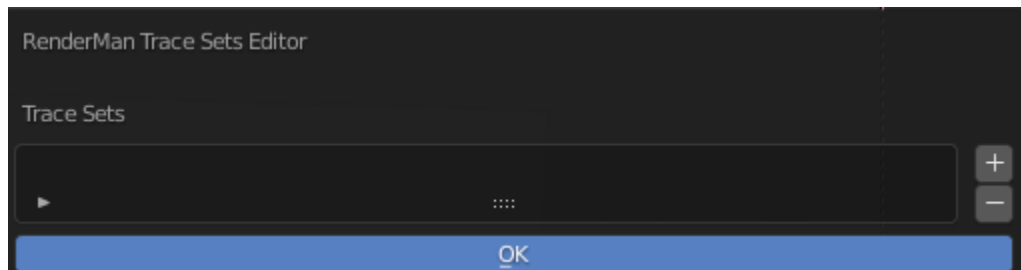 RenderMan Trace Sets Editor
Trace Sets
+
−
OK